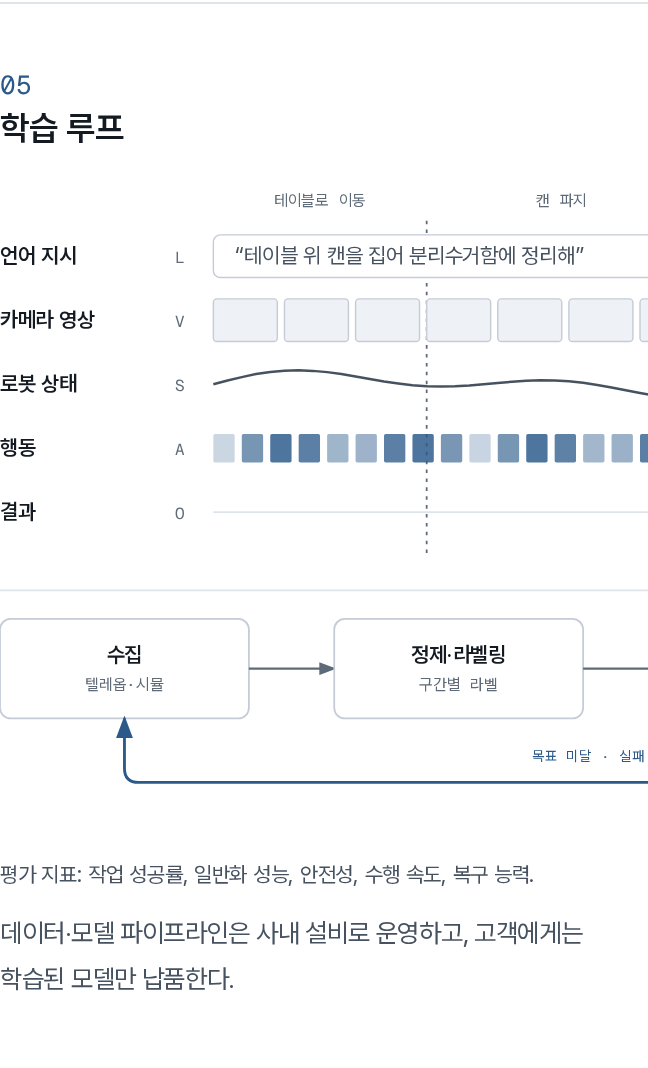 05
학습 루프
테이블로 이동
캔 파지
언어 지시
L
“테이블 위 캔을 집어 분리수거함에 정리해”
카메라 영상
V
로봇 상태
S
행동
A
결과
O
수집
텔레옵·시뮬
정제·라벨링
구간별 라벨
목표 미달 · 실패
평가 지표: 작업 성공률, 일반화 성능, 안전성, 수행 속도, 복구 능력.
데이터·모델 파이프라인은 사내 설비로 운영하고, 고객에게는
학습된 모델만 납품한다.